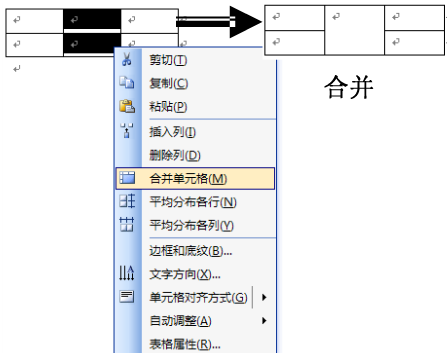 合并
剪切(T)
复制(C)
粘贴(P)
插入列(I)
删除列(D)
合并单元格(M)
平均分布各行(N)
平均分布各列(Y)
边框和底纹(B)...
文字方向(X)...
单元格对齐方式(G)
自动调整(A)
表格属性(R)...